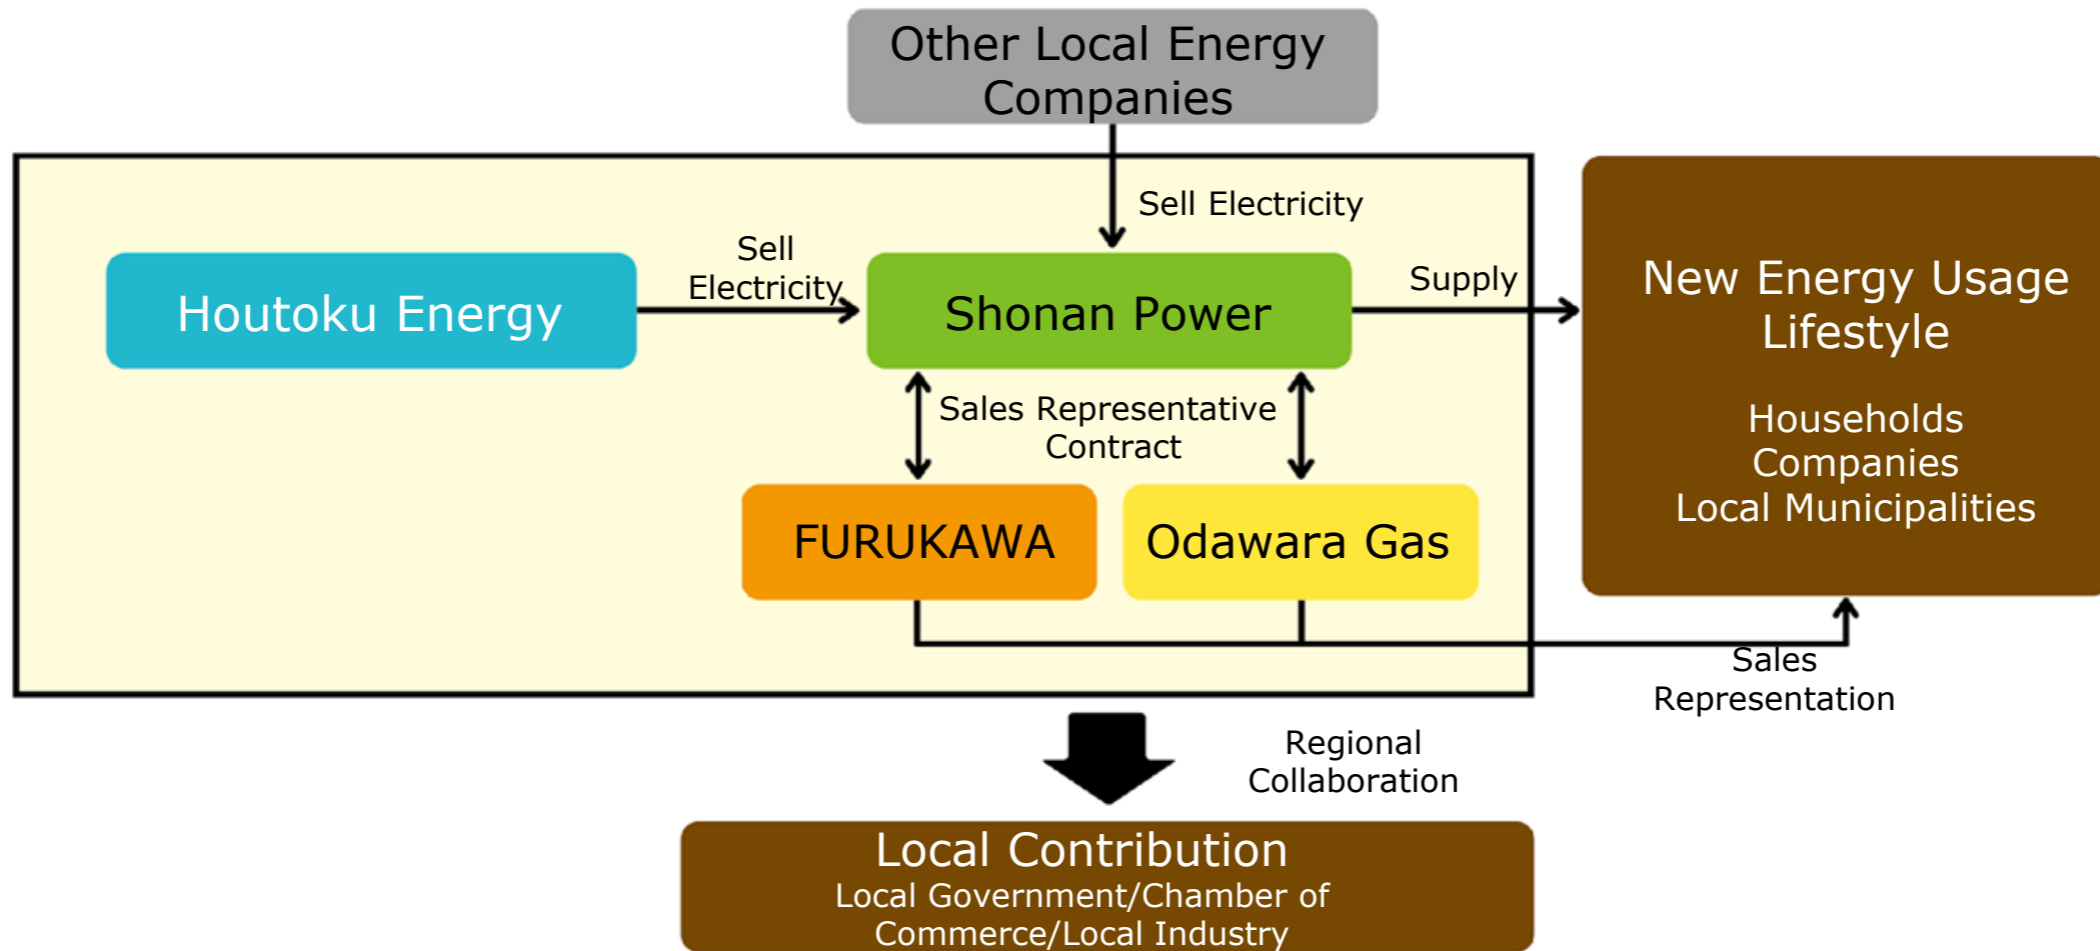 Other Local Energy
Companies
Sell Electricity
Sell
Electricity
Houtoku Energy
Shonan Power
Supply
New Energy Usage
Lifestyle
Households
Companies
Local Municipalities
Sales Representative
Contract
FURUKAWA
Odawara Gas
Sales
Representation
Regional
Collaboration
Local Contribution
Local Government/Chamber of
Commerce/Local Industry